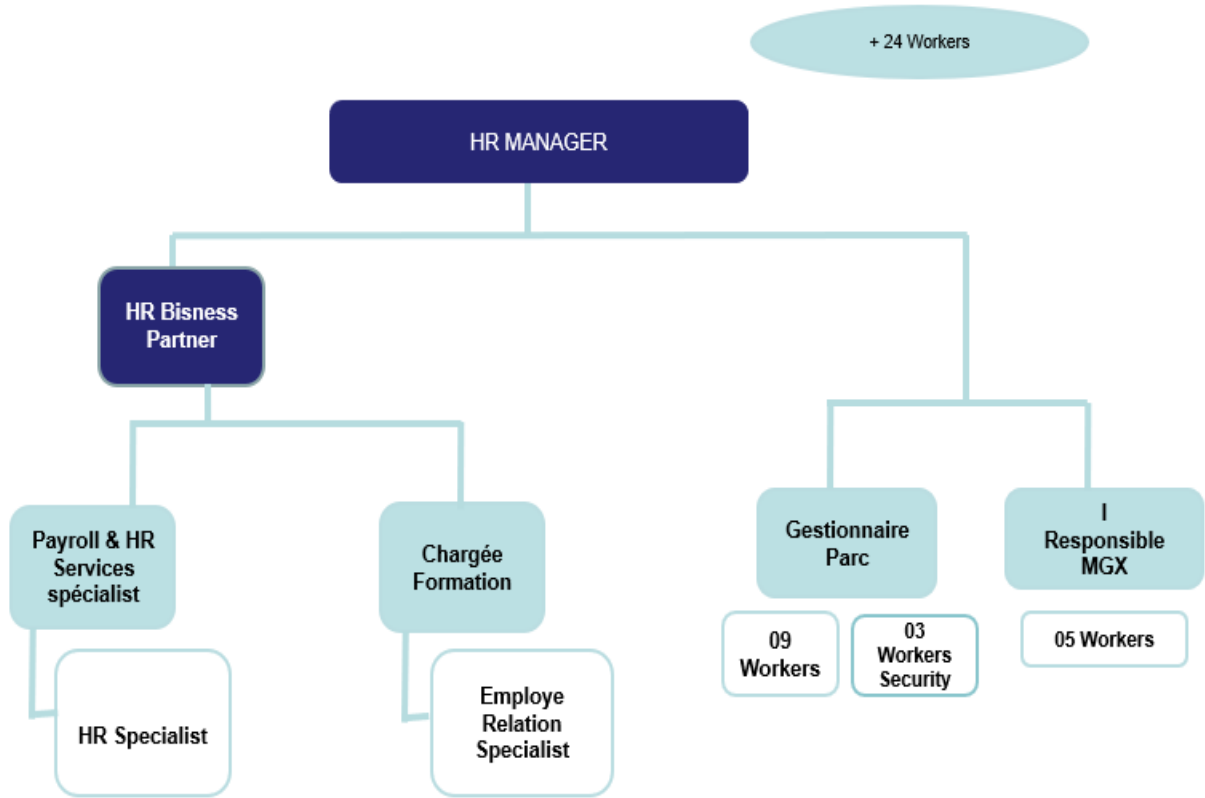 + 24 Workers
HR MANAGER
HR Bisness
Partner
Payroll & HR
Services
spécialist
Chargée
Formation
Gestionnaire
Parc
I
Responsible
MGX
09
Workers
03
Workers
Security
05 Workers
HR Specialist
Employe
Relation
Specialist